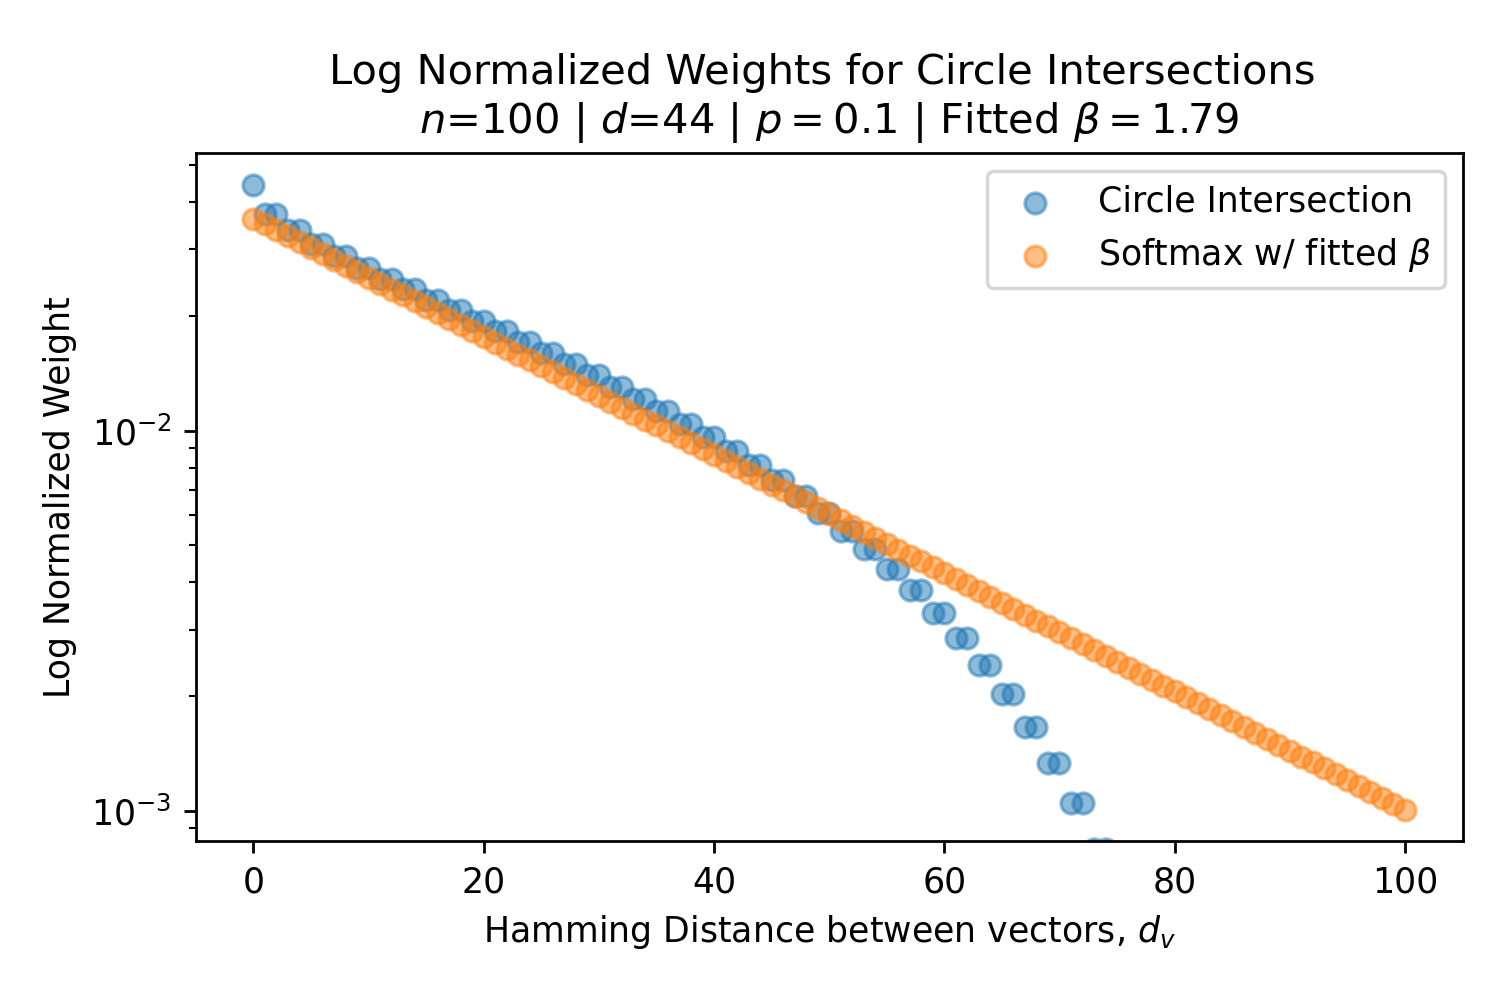 Log Normalized Weights for Circle Intersections
n=100 | d=44 | p = 0.1 | Fitted β = 1.79
Circle Intersection
Softmax w/ fitted β
Log Normalized Weight
10⁻²
10⁻³
0 20 40 60 80 100
Hamming Distance between vectors, dᵥ